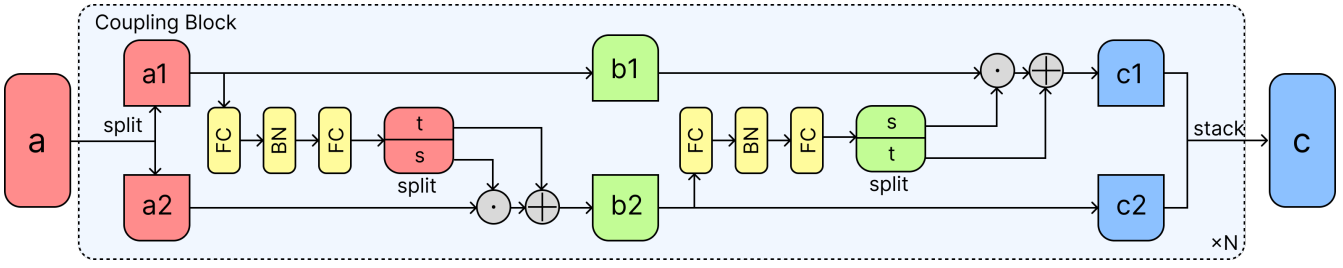 Coupling Block
a
split
a1
a2
FC
BN
FC
t
s
split
·
+
b1
b2
FC
BN
FC
s
t
split
·
+
c1
c2
stack
c
×N